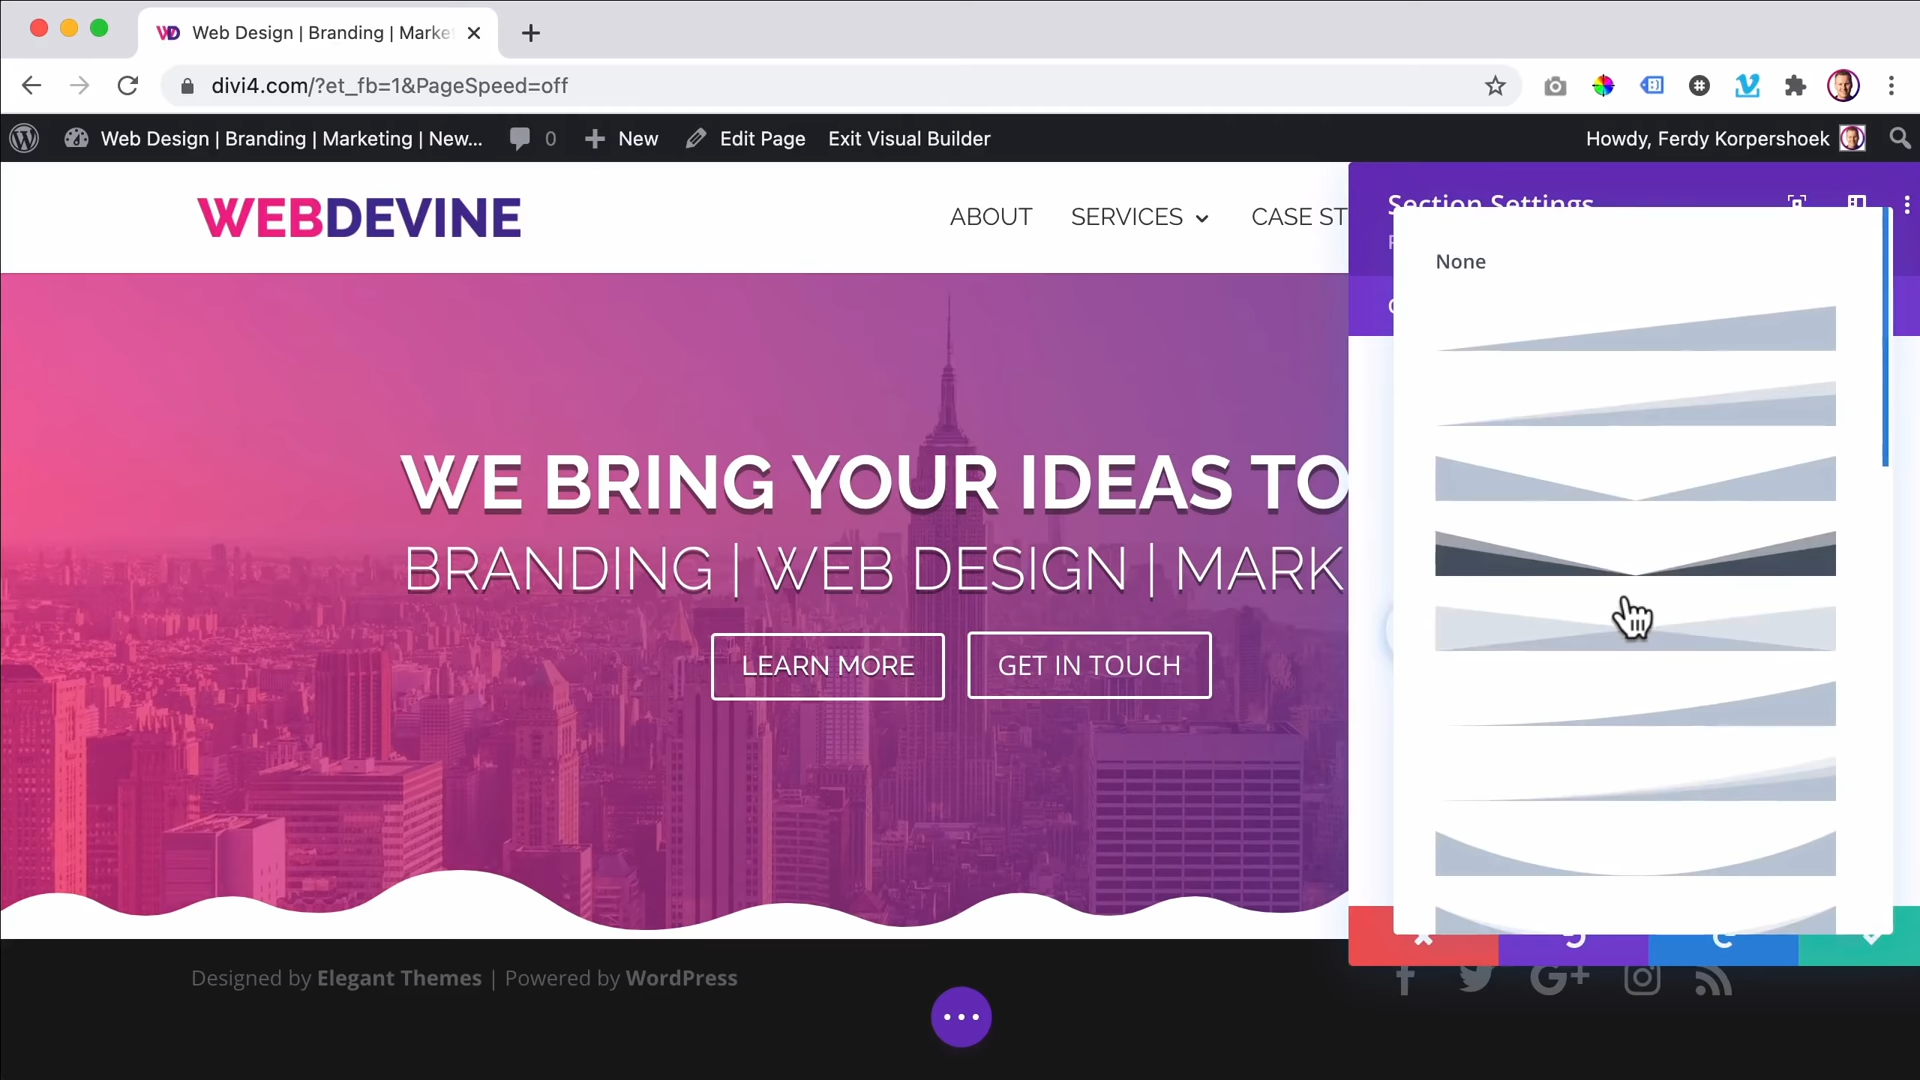 Web Design | Branding | Marke
divi4.com/?et_fb=1&PageSpeed=off
Web Design | Branding | Marketing | New... 0 New Edit Page Exit Visual Builder Howdy, Ferdy Korpershoek
WEBDEVINE ABOUT SERVICES CASE ST
Section Settings
None
WE BRING YOUR IDEAS TO
BRANDING | WEB DESIGN | MARK
LEARN MORE GET IN TOUCH
Designed by Elegant Themes | Powered by WordPress